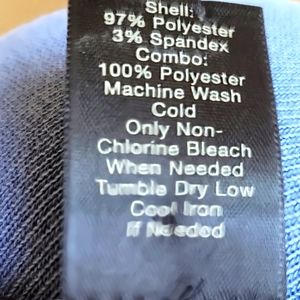 Shell:
97% Polyester
3% Spandex
Combo:
100% Polyester
Machine Wash
Cold
Only Non-
Chlorine Bleach
When Needed
Tumble Dry Low
Cool Iron
If Needed